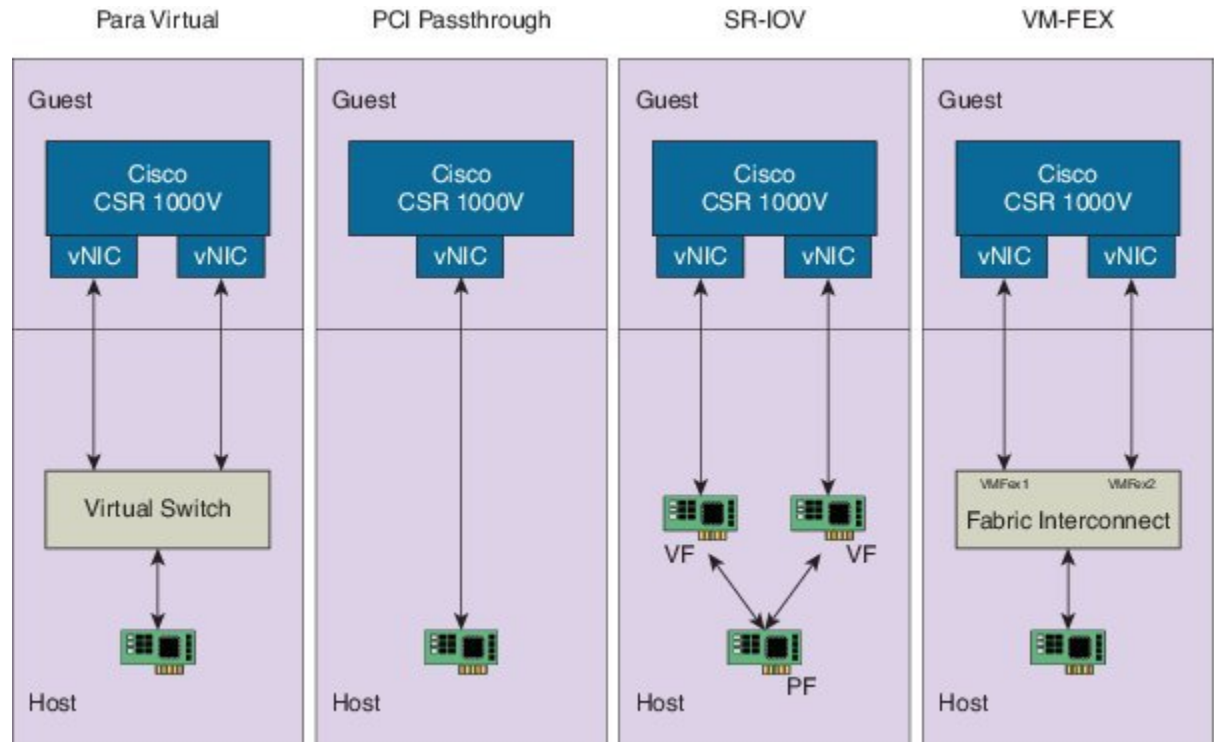 Para Virtual
PCI Passthrough
SR-IOV
VM-FEX
Guest
Cisco
CSR 1000V
vNIC
vNIC
Virtual Switch
Host
Guest
Cisco
CSR 1000V
vNIC
Host
Guest
Cisco
CSR 1000V
vNIC
vNIC
VF
VF
PF
Host
Guest
Cisco
CSR 1000V
vNIC
vNIC
VMFex1
VMFex2
Fabric Interconnect
Host